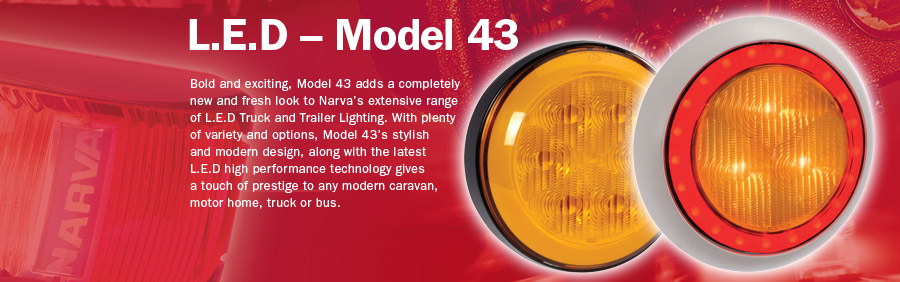 L.E.D – Model 43
Bold and exciting, Model 43 adds a completely
new and fresh look to Narva's extensive range
of L.E.D Truck and Trailer Lighting. With plenty
of variety and options, Model 43's stylish
and modern design, along with the latest
L.E.D high performance technology gives
a touch of prestige to any modern caravan,
motor home, truck or bus.
NARVA